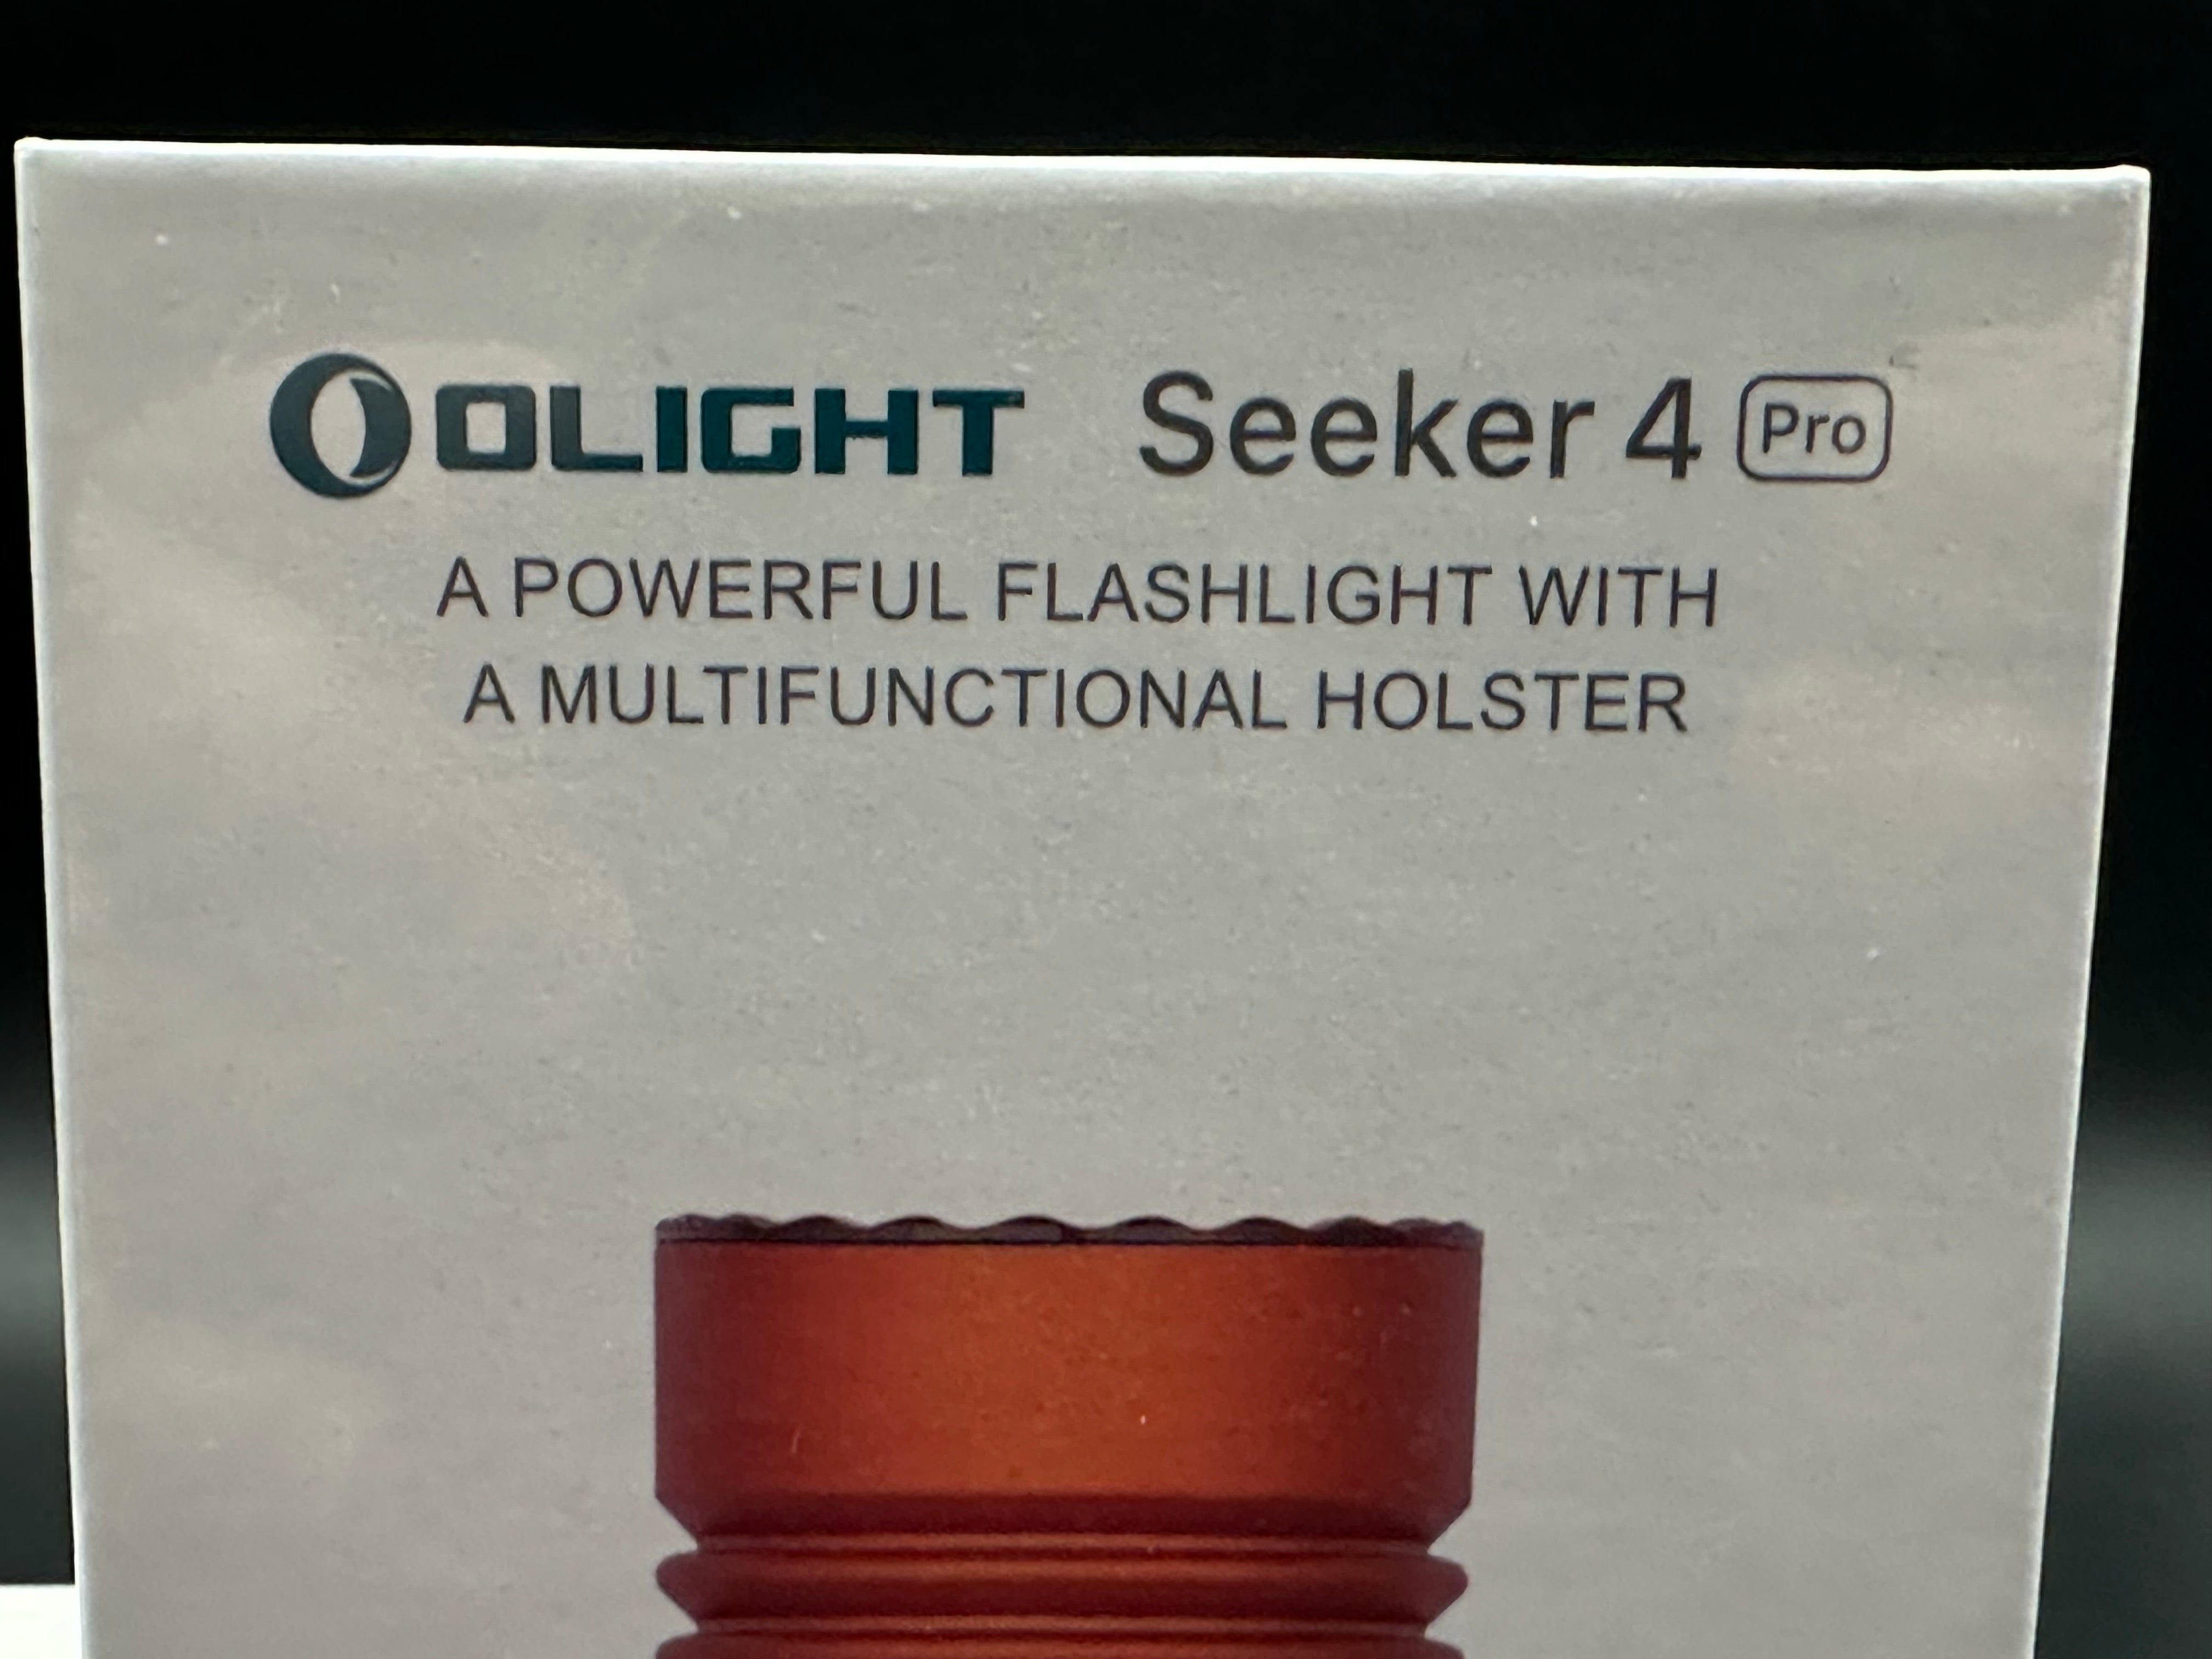 OLIGHT Seeker 4 Pro
A POWERFUL FLASHLIGHT WITH
A MULTIFUNCTIONAL HOLSTER